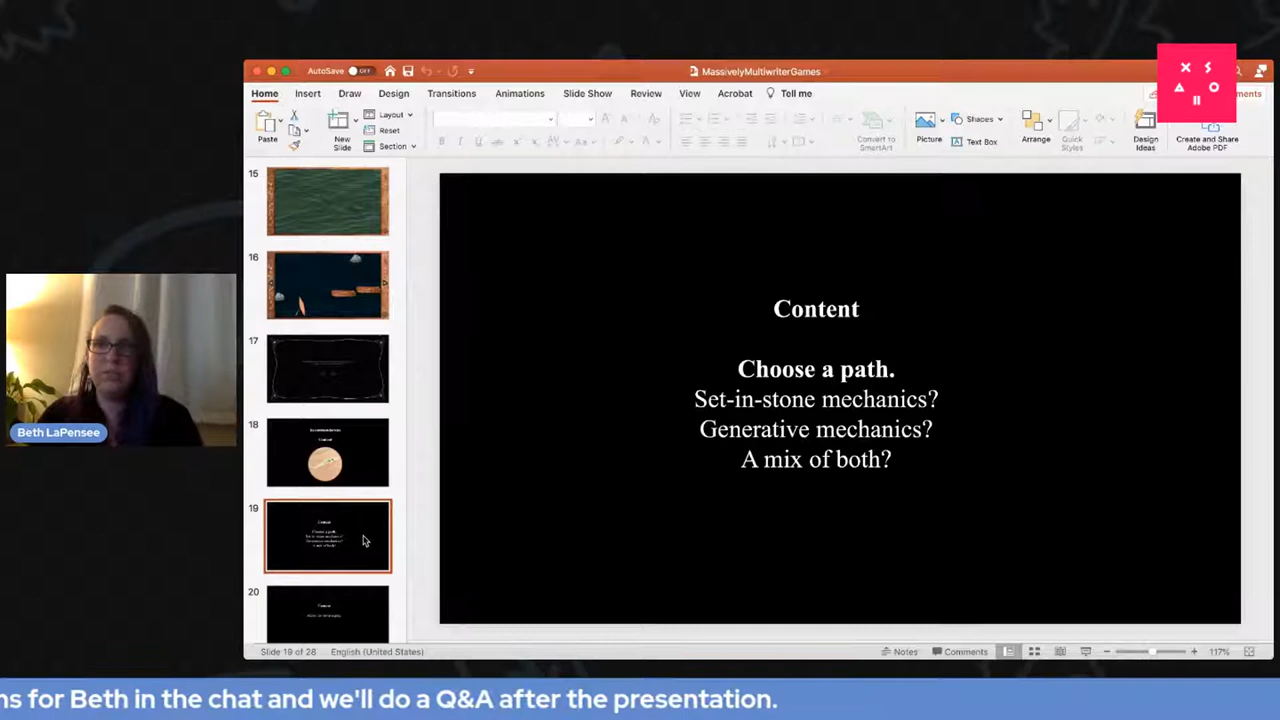 AutoSave OFF
MassivelyMultiwriterGames
Home Insert Draw Design Transitions Animations Slide Show Review View Acrobat Tell me
Paste
New Slide
Layout
Reset
Section
Convert to SmartArt
Picture
Shapes
Text Box
Arrange
Quick Styles
Design Ideas
Create and Share Adobe PDF
15
16
17
18
19
20
Content
Choose a path.
Set-in-stone mechanics?
Generative mechanics?
A mix of both?
Beth LaPensee
Slide 19 of 28 English (United States)
Notes Comments 117%
for Beth in the chat and we'll do a Q&A after the presentation.